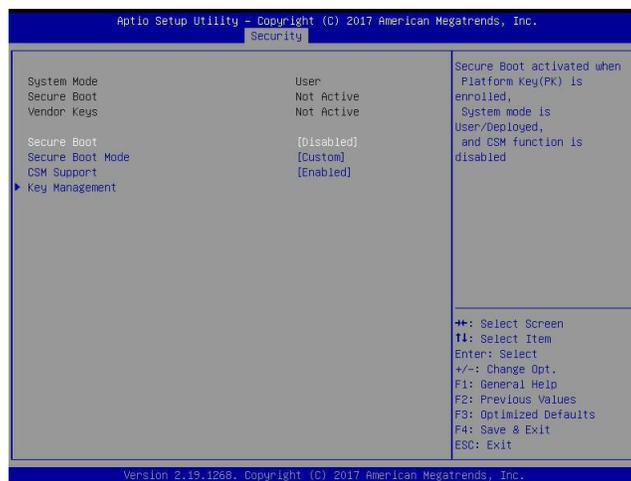 Aptio Setup Utility – Copyright (C) 2017 American Megatrends, Inc.
Security
System Mode User
Secure Boot Not Active
Vendor Keys Not Active
Secure Boot [Disabled]
Secure Boot Mode [Custom]
CSM Support [Enabled]
Key Management
Secure Boot activated when
Platform Key(PK) is
enrolled,
System mode is
User/Deployed,
and CSM function is
disabled
→←: Select Screen
↑↓: Select Item
Enter: Select
+/-: Change Opt.
F1: General Help
F2: Previous Values
F3: Optimized Defaults
F4: Save & Exit
ESC: Exit
Version 2.19.1268. Copyright (C) 2017 American Megatrends, Inc.